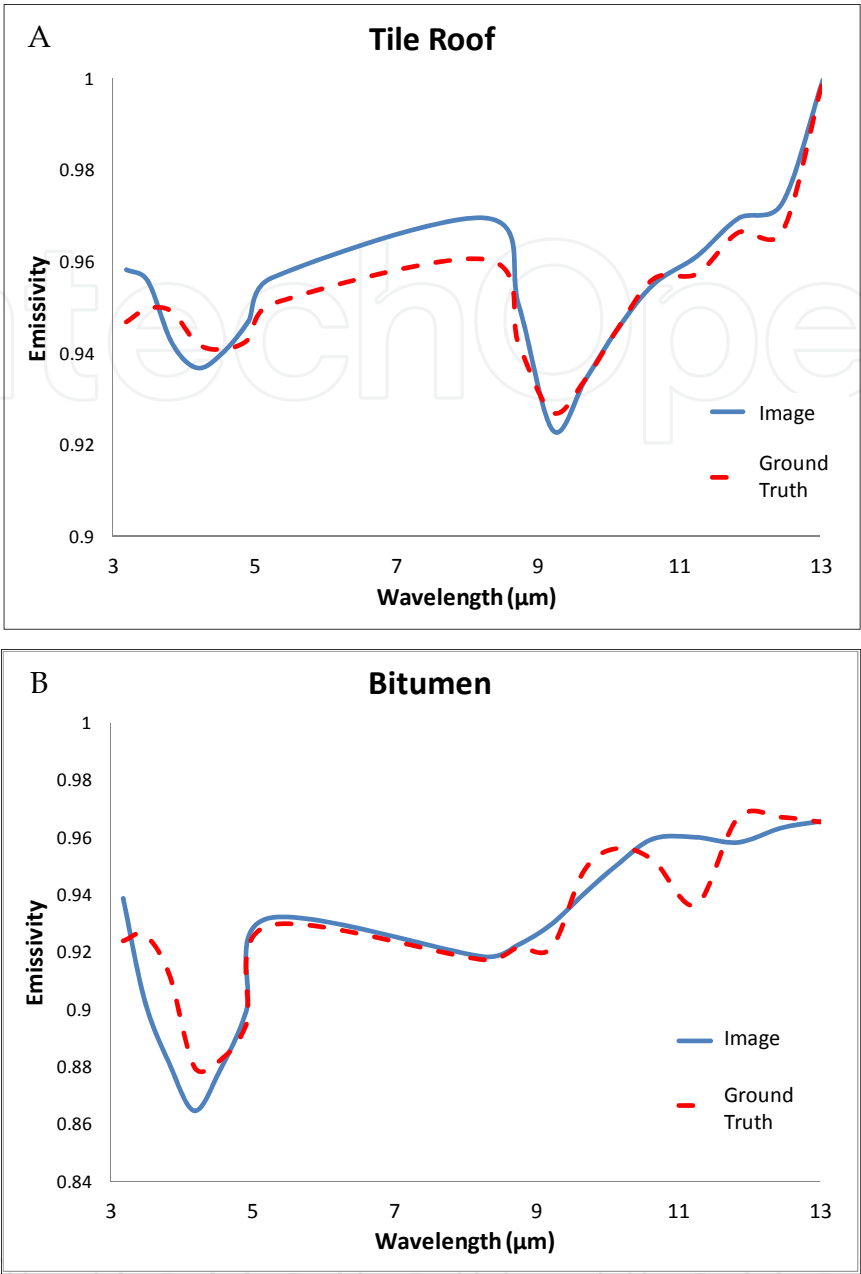 A
Tile Roof
1
0.98
0.96
0.94
0.92
0.9
Emissivity
3 5 7 9 11 13
Wavelength (µm)
Image
Ground
Truth
B
Bitumen
1
0.98
0.96
0.94
0.92
0.9
0.88
0.86
0.84
Emissivity
3 5 7 9 11 13
Wavelength (µm)
Image
Ground
Truth